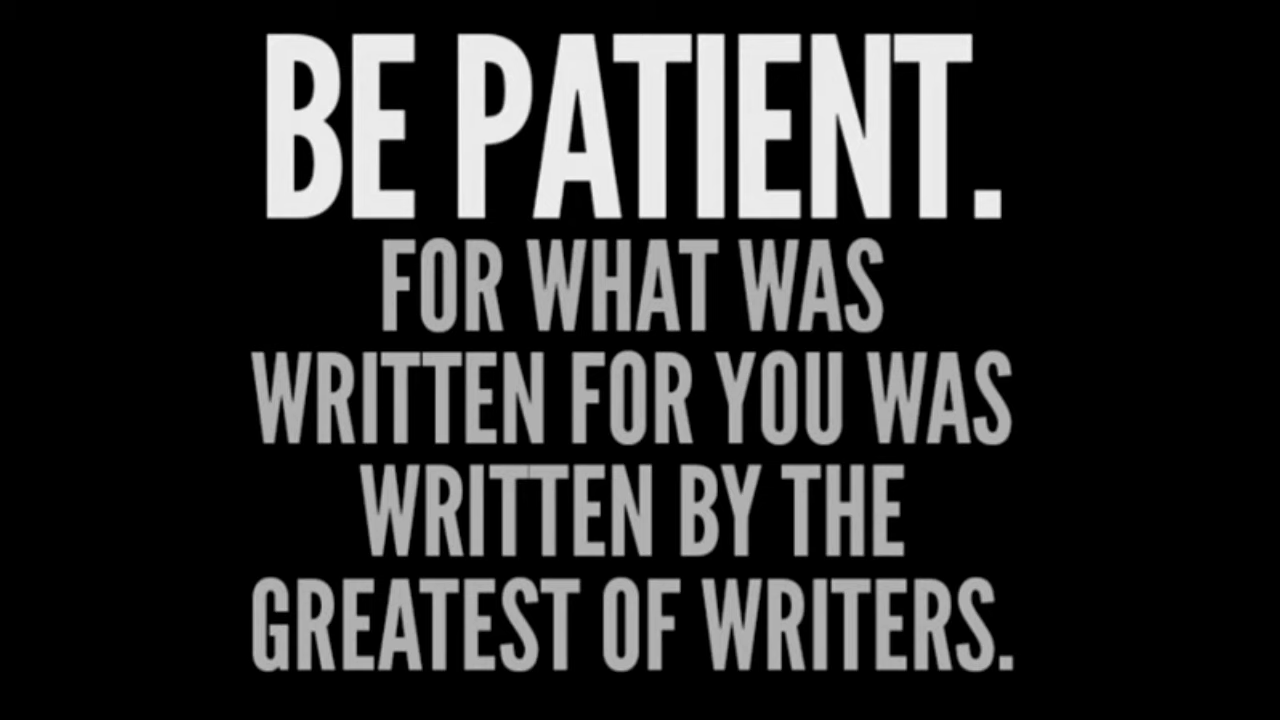 BE PATIENT.
FOR WHAT WAS
WRITTEN FOR YOU WAS
WRITTEN BY THE
GREATEST OF WRITERS.